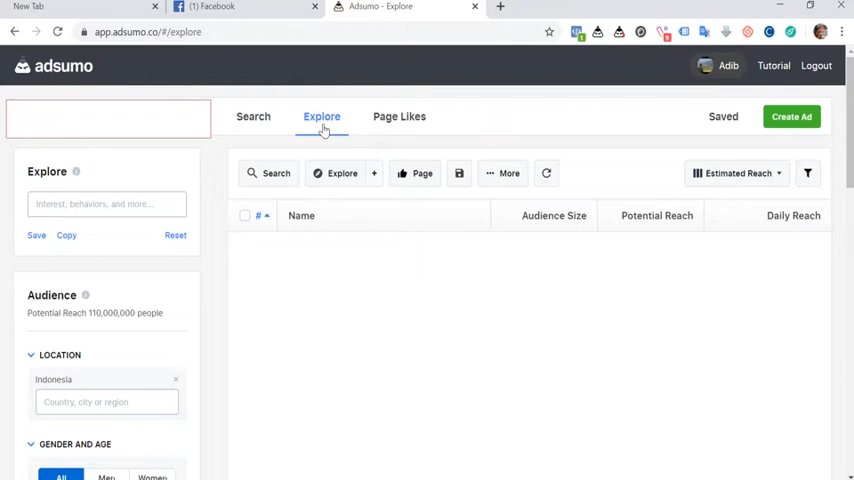 New Tab
(1) Facebook
Adsumo - Explore
app.adsumo.co/#/explore
adsumo
Adib
Tutorial
Logout
Search
Explore
Page Likes
Saved
Create Ad
Explore
Interest, behaviors, and more...
Save
Copy
Reset
Search
Explore
+
Page
More
Estimated Reach
#
Name
Audience Size
Potential Reach
Daily Reach
Audience
Potential Reach 110,000,000 people
LOCATION
Indonesia
Country, city or region
GENDER AND AGE
All
Men
Women